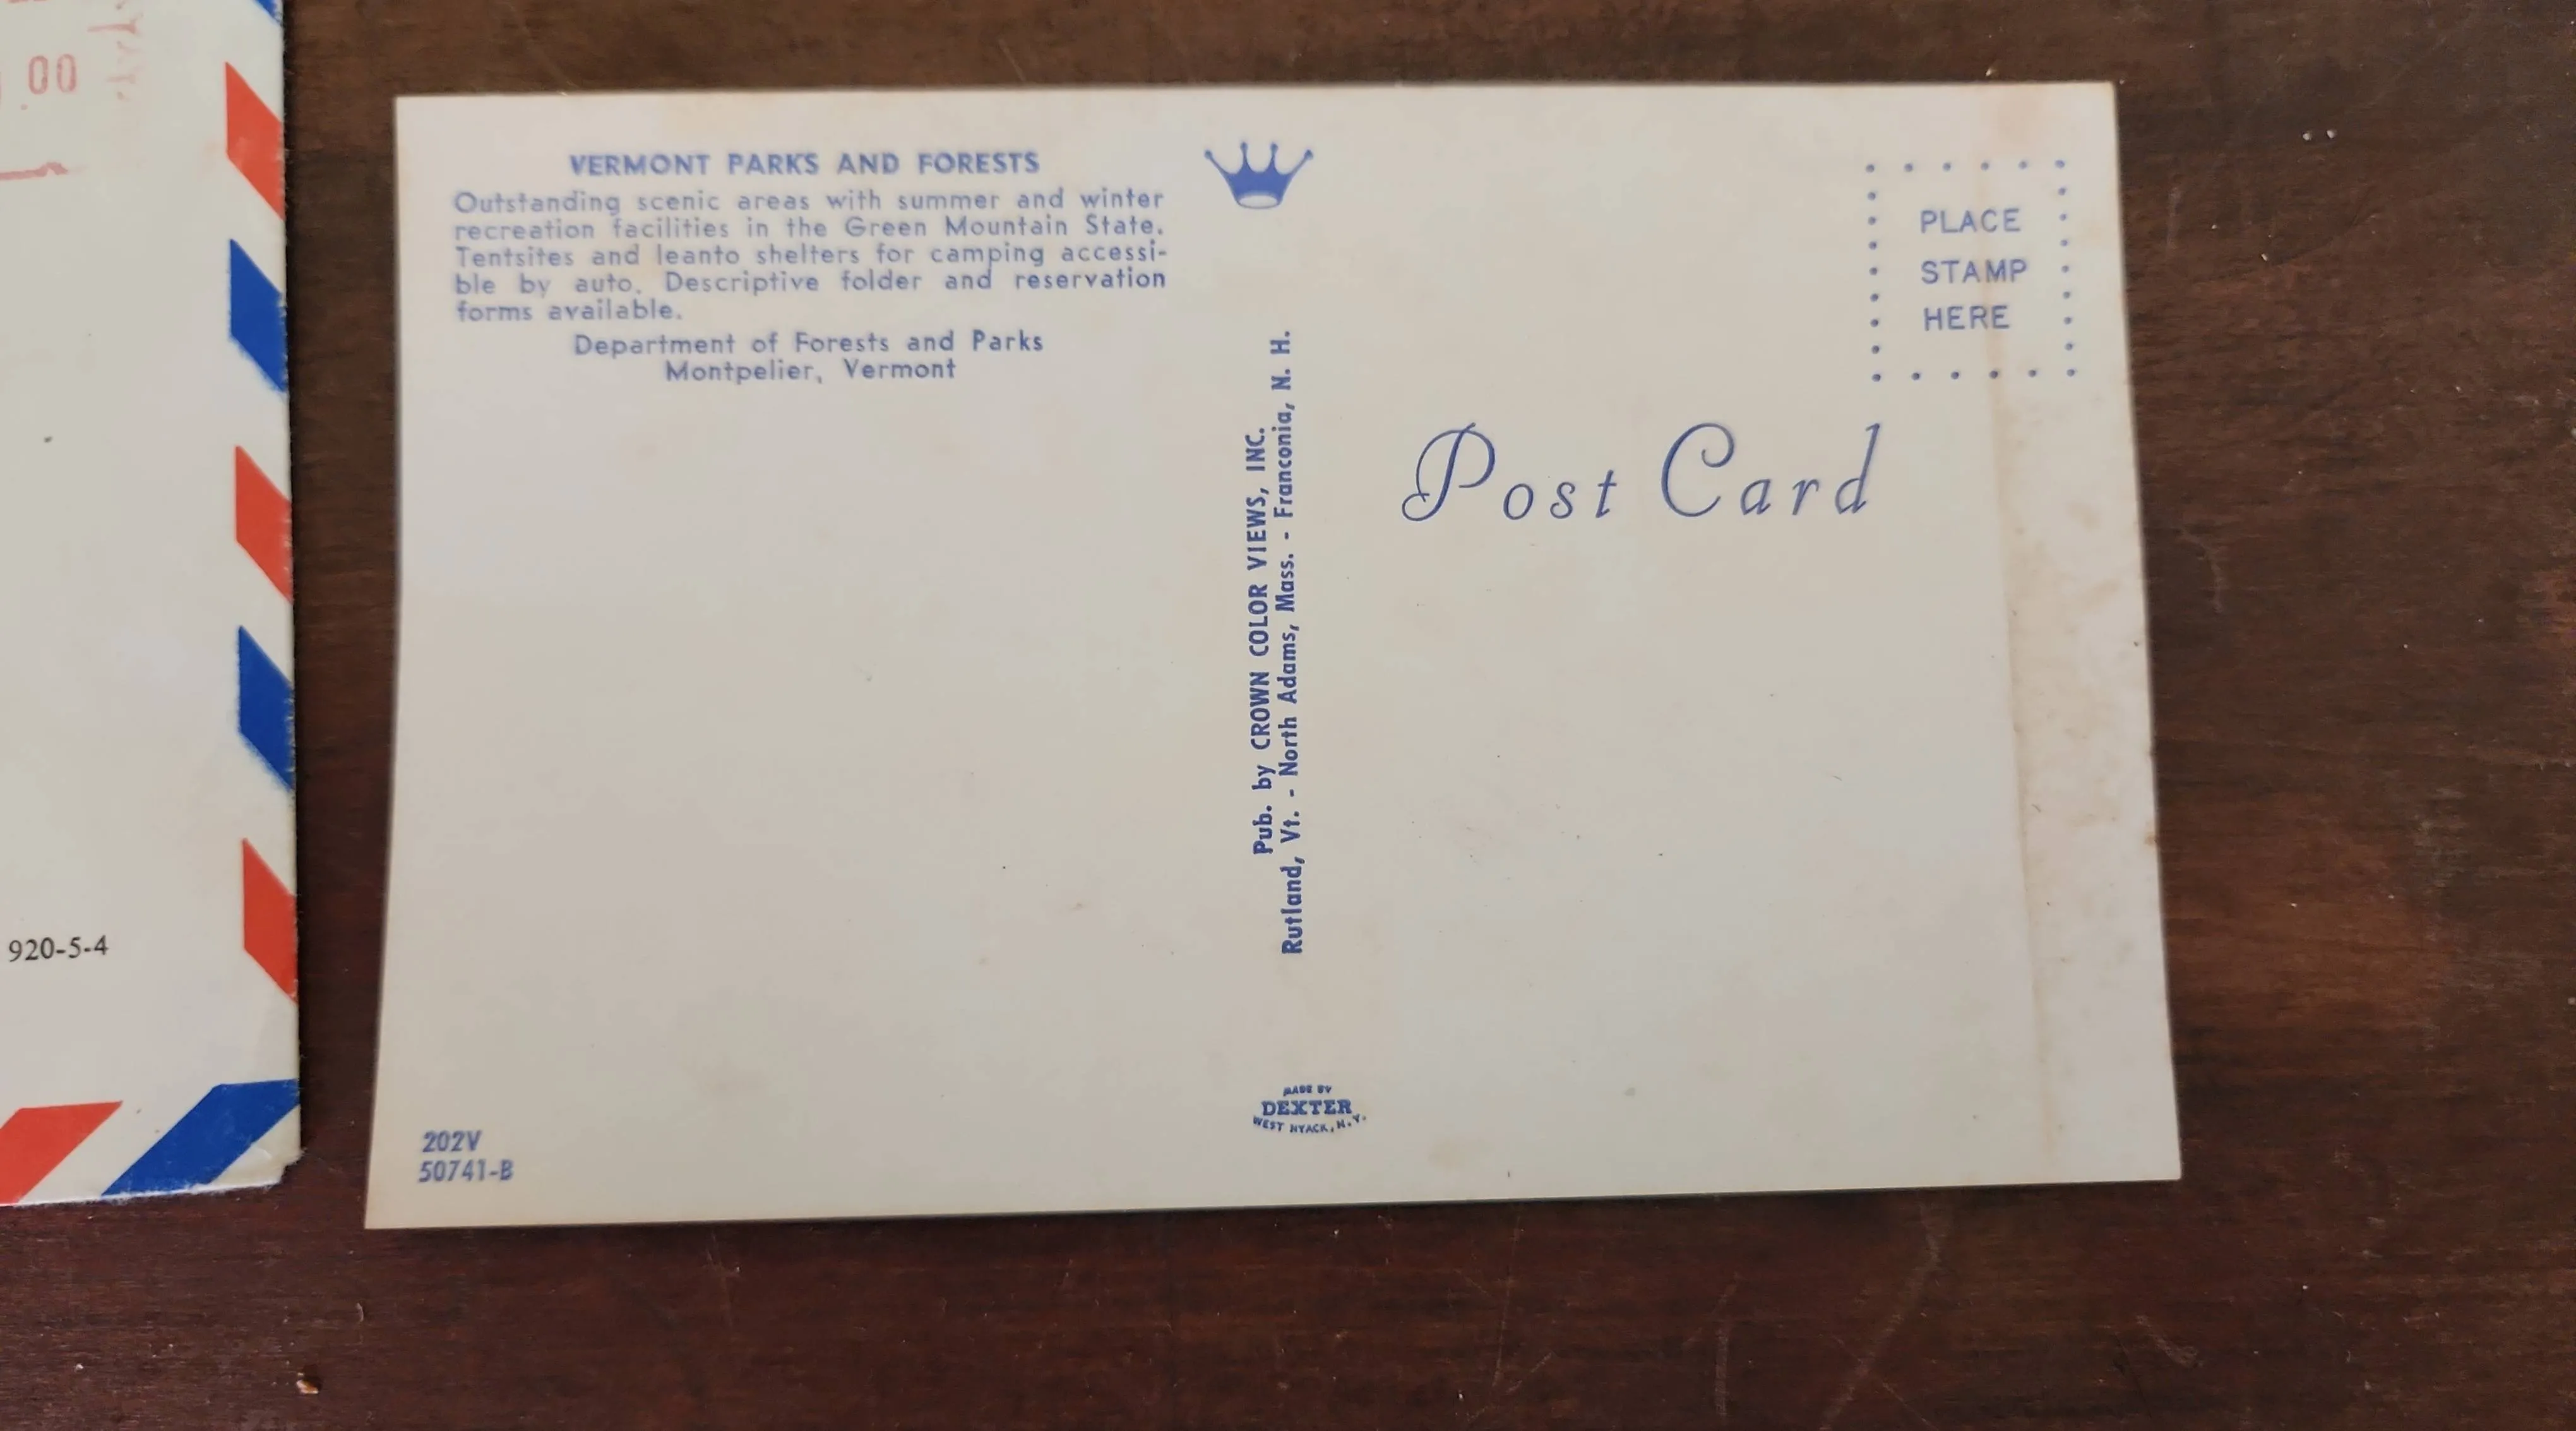 00
920-5-4
VERMONT PARKS AND FORESTS
Outstanding scenic areas with summer and winter
recreation facilities in the Green Mountain State.
Tentsites and leanto shelters for camping accessi-
ble by auto. Descriptive folder and reservation
forms available.
Department of Forests and Parks
Montpelier, Vermont
202V
50741-B
Pub. by CROWN COLOR VIEWS, INC.
Rutland, Vt. - North Adams, Mass. - Franconia, N. H.
MADE BY
DEXTER
WEST NYACK, N.Y.
PLACE
STAMP
HERE
Post Card